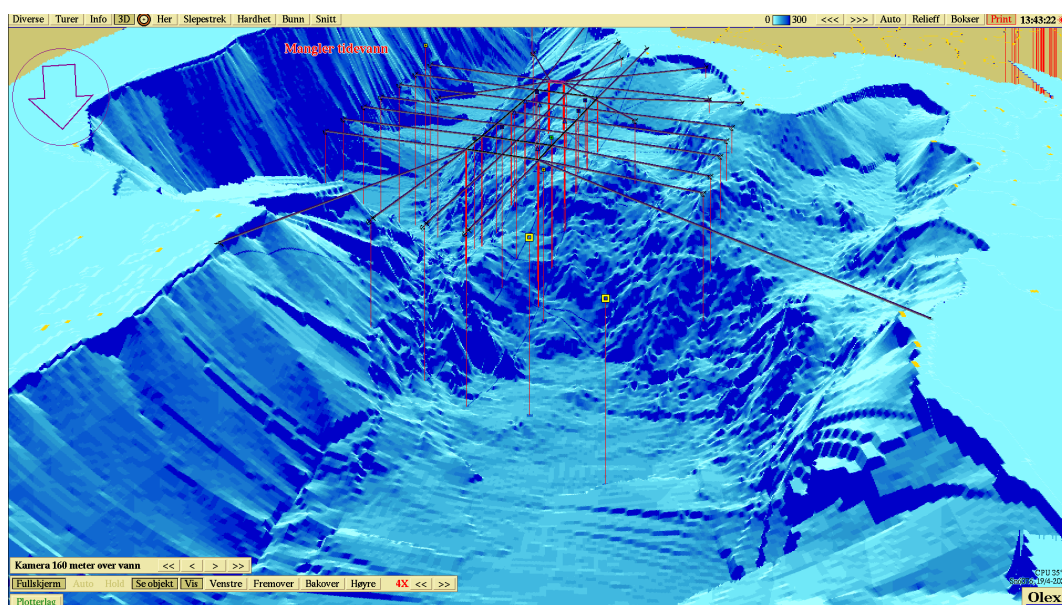 Diverse Turer Info 3D Her Slepestrek Hardhet Bunn Snitt 0 300 <<< >>> Auto Relieff Bokser Print 13:43:22
Mangler tidevann
Kamera 160 meter over vann << < > >>
Fullskjerm Auto Hold Se objekt Vis Venstre Fremover Bakover Høyre 4X << >>
CPU 35°
Plotterlag
Olex